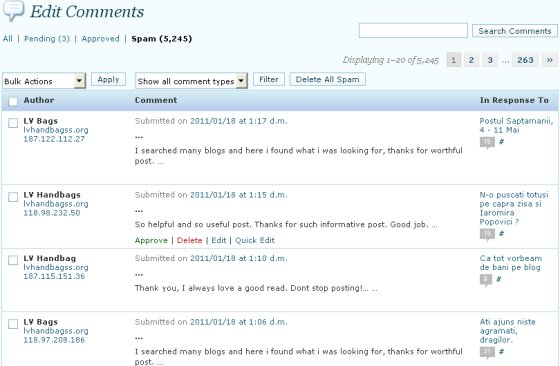 Edit Comments
Search Comments
All | Pending (3) | Approved | Spam (5,245)
Displaying 1–20 of 5,245 1 2 3 ... 263 »
Bulk Actions Apply Show all comment types Filter Delete All Spam
Author Comment In Response To
LV Bags
lvhandbagss.org
187.122.112.27
Submitted on 2011/01/18 at 1:17 d.m.
...
I searched many blogs and here i found what i was looking for, thanks for worthful
post. ...
Postul Saptamanii,
4 - 11 Mai
18 #
LV Handbags
lvhandbagss.org
118.98.232.50
Submitted on 2011/01/18 at 1:15 d.m.
...
So helpful and so useful post. Thanks for such informative post. Good job. ...
Approve | Delete | Edit | Quick Edit
N-o puscati totusi
pe capra zisa si
Iaromira
Popovici ?
19 #
LV Handbag
lvhandbagss.org
187.115.151.36
Submitted on 2011/01/18 at 1:10 d.m.
...
Thank you, I always love a good read. Dont stop posting!... ...
Ca tot vorbeam
de bani pe blog
9 #
LV Bags
lvhandbagss.org
118.97.208.186
Submitted on 2011/01/18 at 1:06 d.m.
...
I searched many blogs and here i found what i was looking for, thanks for worthful
post. ...
Ati ajuns niste
agramati,
dragilor.
31 #